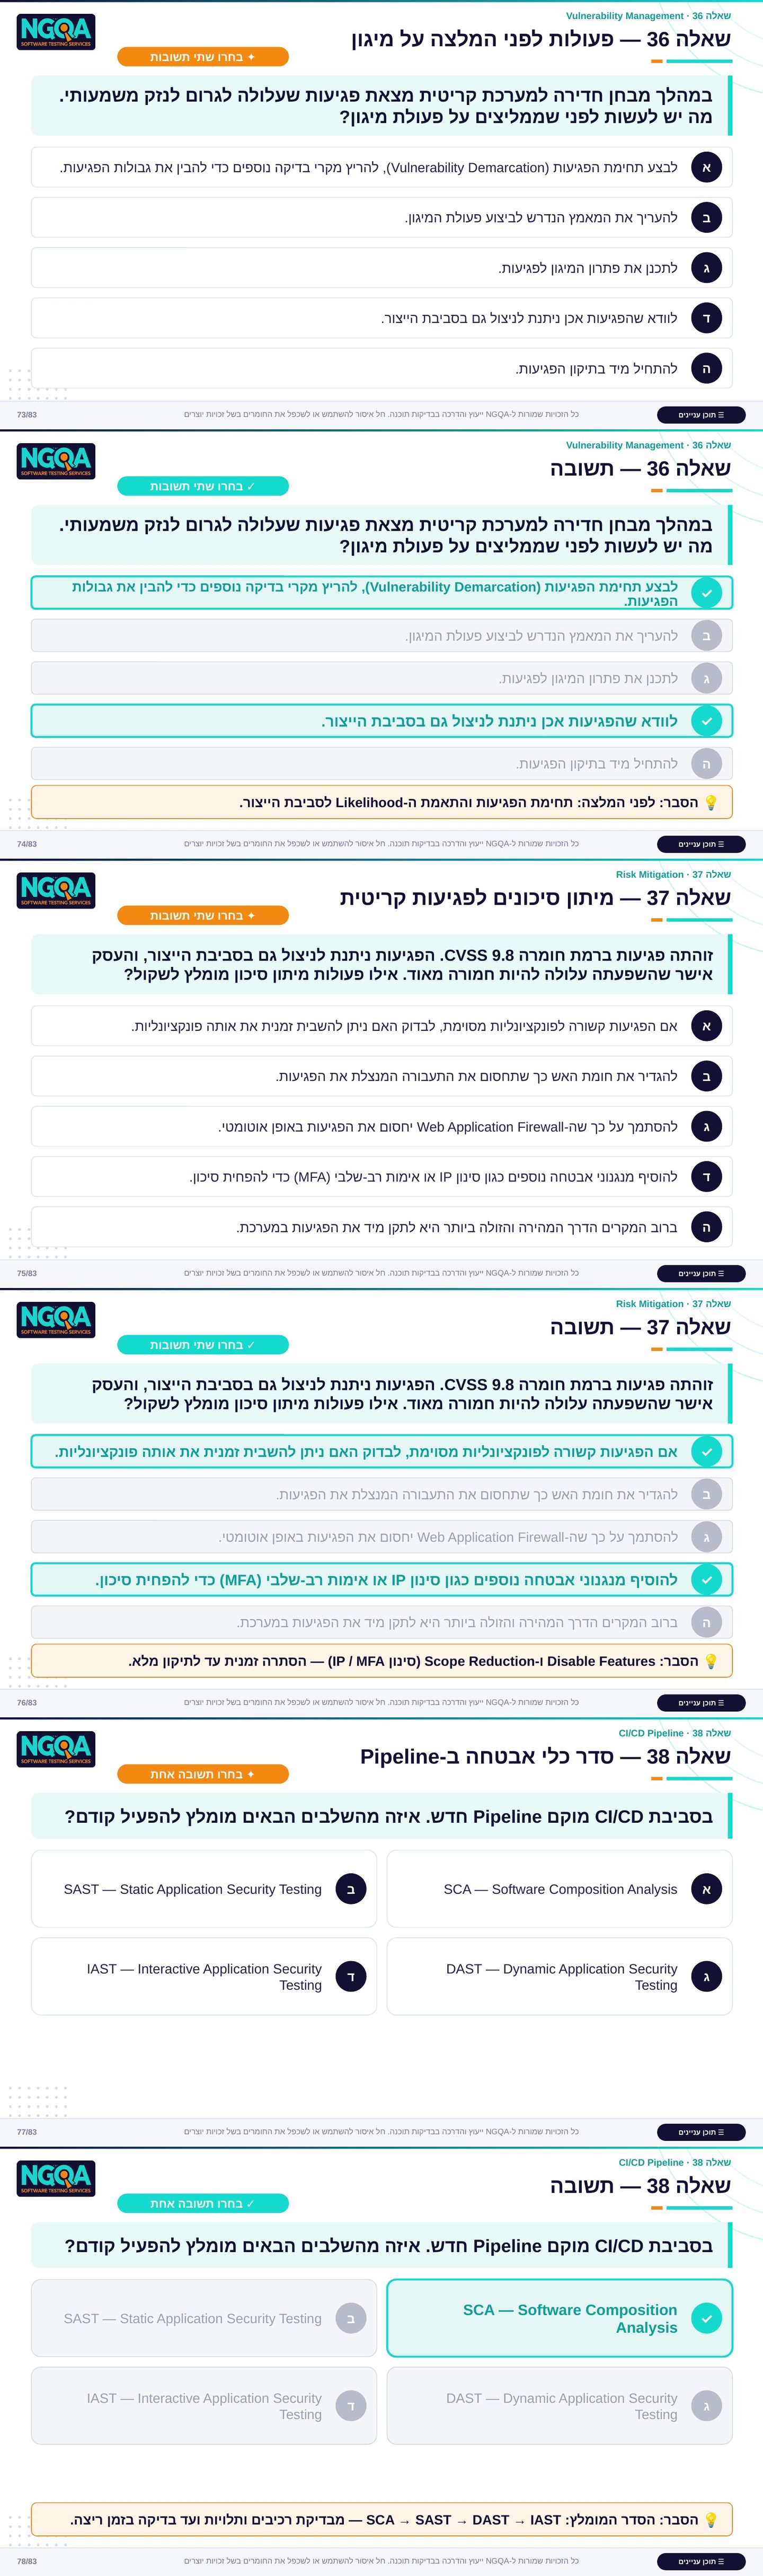 שאלה 36 · Vulnerability Management
שאלה 36 — פעולות לפני המלצה על מיגון
✦ בחרו שתי תשובות
NGQA
SOFTWARE TESTING SERVICES
במהלך מבחן חדירה למערכת קריטית מצאת פגיעות שעלולה לגרום לנזק משמעותי.
מה יש לעשות לפני שממליצים על פעולת מיגון?
א לבצע תחימת הפגיעות (Vulnerability Demarcation), להריץ מקרי בדיקה נוספים כדי להבין את גבולות הפגיעות.
ב להעריך את המאמץ הנדרש לביצוע פעולת המיגון.
ג לתכנן את פתרון המיגון לפגיעות.
ד לוודא שהפגיעות אכן ניתנת לניצול גם בסביבת הייצור.
ה להתחיל מיד בתיקון הפגיעות.
☰ תוכן עניינים
כל הזכויות שמורות ל-NGQA ייעוץ והדרכה בבדיקות תוכנה. חל איסור להשתמש או לשכפל את החומרים בשל זכויות יוצרים
73/83
שאלה 36 · Vulnerability Management
שאלה 36 — תשובה
✓ בחרו שתי תשובות
NGQA
SOFTWARE TESTING SERVICES
במהלך מבחן חדירה למערכת קריטית מצאת פגיעות שעלולה לגרום לנזק משמעותי.
מה יש לעשות לפני שממליצים על פעולת מיגון?
✓ לבצע תחימת הפגיעות (Vulnerability Demarcation), להריץ מקרי בדיקה נוספים כדי להבין את גבולות
הפגיעות.
ב להעריך את המאמץ הנדרש לביצוע פעולת המיגון.
ג לתכנן את פתרון המיגון לפגיעות.
✓ לוודא שהפגיעות אכן ניתנת לניצול גם בסביבת הייצור.
ה להתחיל מיד בתיקון הפגיעות.
💡 הסבר: לפני המלצה: תחימת הפגיעות והתאמת ה-Likelihood לסביבת הייצור.
☰ תוכן עניינים
כל הזכויות שמורות ל-NGQA ייעוץ והדרכה בבדיקות תוכנה. חל איסור להשתמש או לשכפל את החומרים בשל זכויות יוצרים
74/83
שאלה 37 · Risk Mitigation
שאלה 37 — מיתון סיכונים לפגיעות קריטית
✦ בחרו שתי תשובות
NGQA
SOFTWARE TESTING SERVICES
זוהתה פגיעות ברמת חומרה CVSS 9.8. הפגיעות ניתנת לניצול גם בסביבת הייצור, והעסק
אישר שהשפעתה עלולה להיות חמורה מאוד. אילו פעולות מיתון סיכון מומלץ לשקול?
א אם הפגיעות קשורה לפונקציונליות מסוימת, לבדוק האם ניתן להשבית זמנית את אותה פונקציונליות.
ב להגדיר את חומת האש כך שתחסום את התעבורה המנצלת את הפגיעות.
ג להסתמך על כך שה-Web Application Firewall יחסום את הפגיעות באופן אוטומטי.
ד להוסיף מנגנוני אבטחה נוספים כגון סינון IP או אימות רב-שלבי (MFA) כדי להפחית סיכון.
ה ברוב המקרים הדרך המהירה והזולה ביותר היא לתקן מיד את הפגיעות במערכת.
☰ תוכן עניינים
כל הזכויות שמורות ל-NGQA ייעוץ והדרכה בבדיקות תוכנה. חל איסור להשתמש או לשכפל את החומרים בשל זכויות יוצרים
75/83
שאלה 37 · Risk Mitigation
שאלה 37 — תשובה
✓ בחרו שתי תשובות
NGQA
SOFTWARE TESTING SERVICES
זוהתה פגיעות ברמת חומרה CVSS 9.8. הפגיעות ניתנת לניצול גם בסביבת הייצור, והעסק
אישר שהשפעתה עלולה להיות חמורה מאוד. אילו פעולות מיתון סיכון מומלץ לשקול?
✓ אם הפגיעות קשורה לפונקציונליות מסוימת, לבדוק האם ניתן להשבית זמנית את אותה פונקציונליות.
ב להגדיר את חומת האש כך שתחסום את התעבורה המנצלת את הפגיעות.
ג להסתמך על כך שה-Web Application Firewall יחסום את הפגיעות באופן אוטומטי.
✓ להוסיף מנגנוני אבטחה נוספים כגון סינון IP או אימות רב-שלבי (MFA) כדי להפחית סיכון.
ה ברוב המקרים הדרך המהירה והזולה ביותר היא לתקן מיד את הפגיעות במערכת.
💡 הסבר: Disable Features ו-Scope Reduction (סינון IP / MFA) — הסתרה זמנית עד לתיקון מלא.
☰ תוכן עניינים
כל הזכויות שמורות ל-NGQA ייעוץ והדרכה בבדיקות תוכנה. חל איסור להשתמש או לשכפל את החומרים בשל זכויות יוצרים
76/83
שאלה 38 · CI/CD Pipeline
שאלה 38 — סדר כלי אבטחה ב-Pipeline
✦ בחרו תשובה אחת
NGQA
SOFTWARE TESTING SERVICES
בסביבת CI/CD מוקם Pipeline חדש. איזה מהשלבים הבאים מומלץ להפעיל קודם?
א SCA — Software Composition Analysis
ב SAST — Static Application Security Testing
ג DAST — Dynamic Application Security
Testing
ד IAST — Interactive Application Security
Testing
☰ תוכן עניינים
כל הזכויות שמורות ל-NGQA ייעוץ והדרכה בבדיקות תוכנה. חל איסור להשתמש או לשכפל את החומרים בשל זכויות יוצרים
77/83
שאלה 38 · CI/CD Pipeline
שאלה 38 — תשובה
✓ בחרו תשובה אחת
NGQA
SOFTWARE TESTING SERVICES
בסביבת CI/CD מוקם Pipeline חדש. איזה מהשלבים הבאים מומלץ להפעיל קודם?
✓ SCA — Software Composition
Analysis
ב SAST — Static Application Security Testing
ג DAST — Dynamic Application Security
Testing
ד IAST — Interactive Application Security
Testing
💡 הסבר: הסדר המומלץ: SCA → SAST → DAST → IAST — מבדיקת רכיבים ותלויות ועד בדיקה בזמן ריצה.
☰ תוכן עניינים
כל הזכויות שמורות ל-NGQA ייעוץ והדרכה בבדיקות תוכנה. חל איסור להשתמש או לשכפל את החומרים בשל זכויות יוצרים
78/83